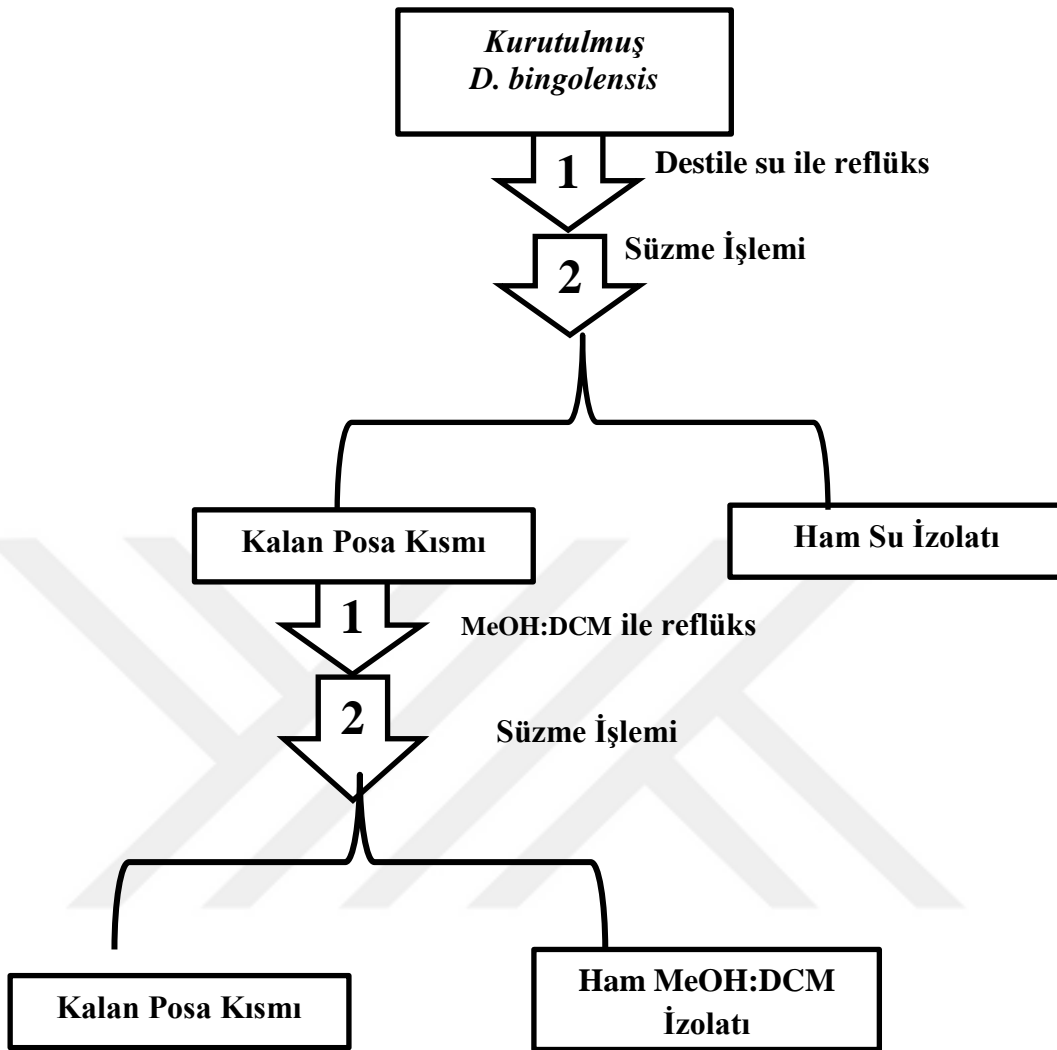 Kurutulmuş
D. bingolensis
1
Destile su ile reflüks
2
Süzme İşlemi
Kalan Posa Kısmı
Ham Su İzolatı
1
MeOH:DCM ile reflüks
2
Süzme İşlemi
Kalan Posa Kısmı
Ham MeOH:DCM
İzolatı